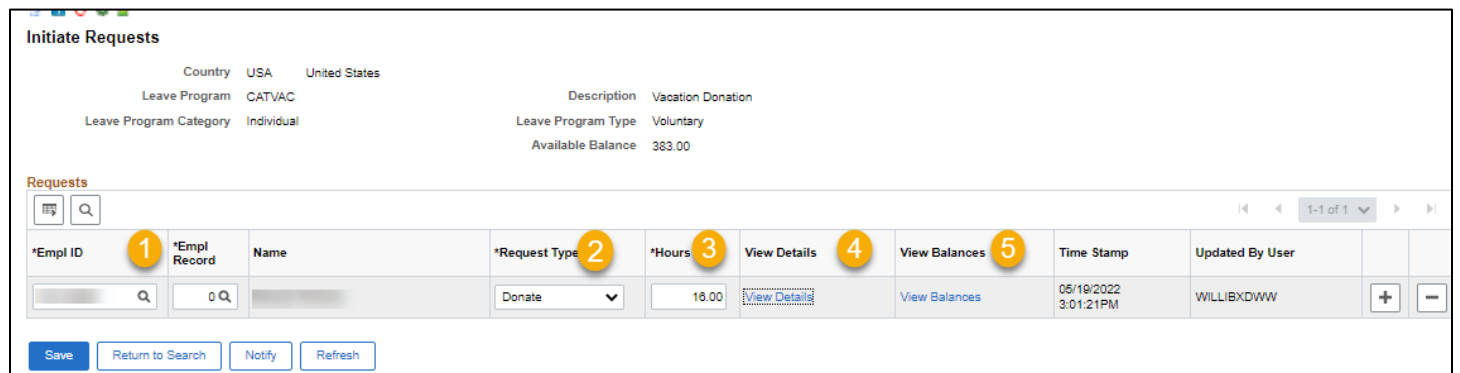 Initiate Requests
Country USA United States
Leave Program CATVAC Description Vacation Donation
Leave Program Category Individual Leave Program Type Voluntary
Available Balance 383.00
Requests
1-1 of 1
*Empl ID 1 *Empl Record Name *Request Type 2 *Hours 3 View Details 4 View Balances 5 Time Stamp Updated By User
0 Donate 16.00 View Details View Balances 05/19/2022 3:01:21PM WILLIBXDWW + −
Save Return to Search Notify Refresh